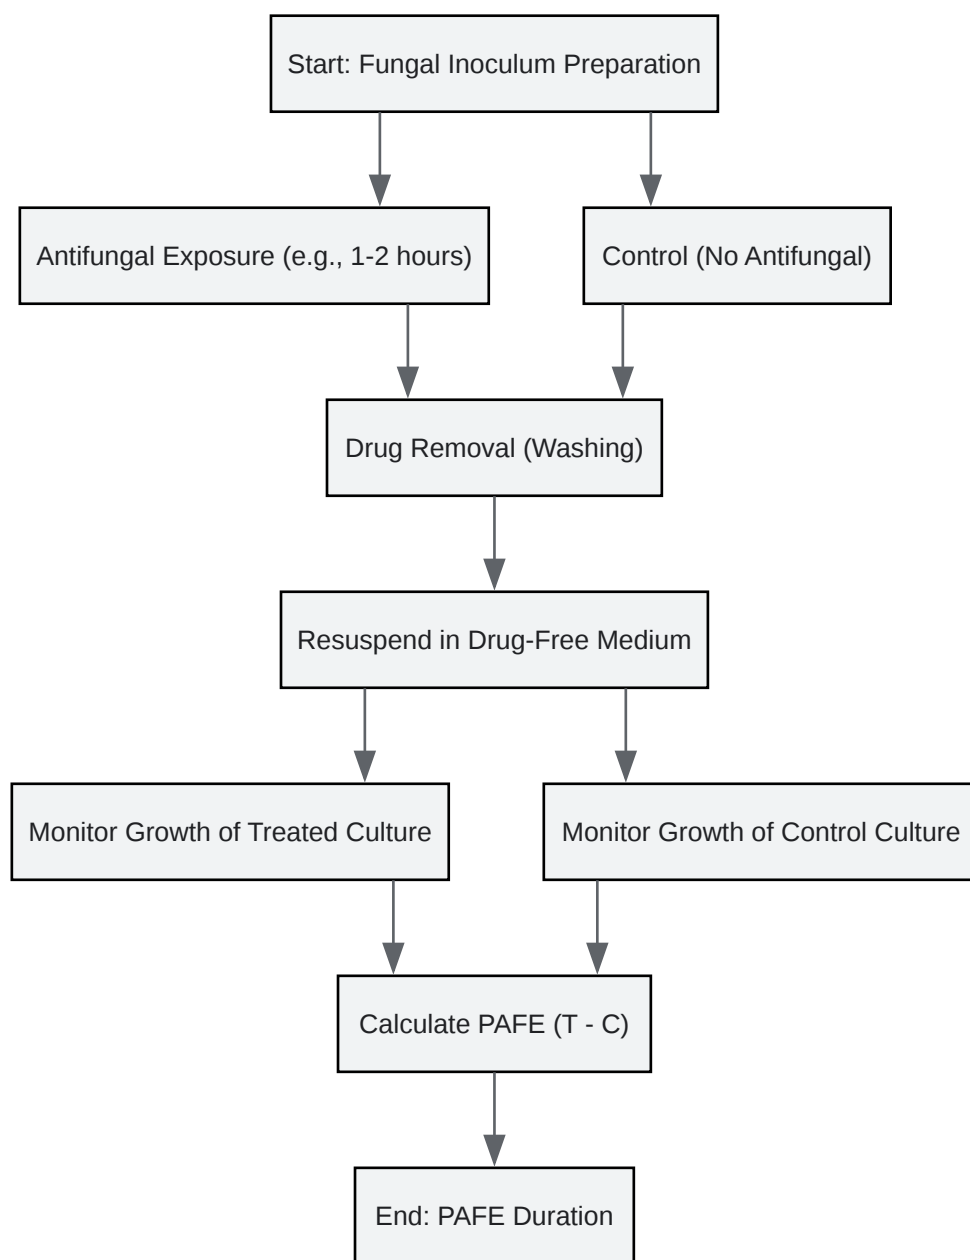 Start: Fungal Inoculum Preparation
Antifungal Exposure (e.g., 1-2 hours)
Control (No Antifungal)
Drug Removal (Washing)
Resuspend in Drug-Free Medium
Monitor Growth of Treated Culture
Monitor Growth of Control Culture
Calculate PAFE (T - C)
End: PAFE Duration